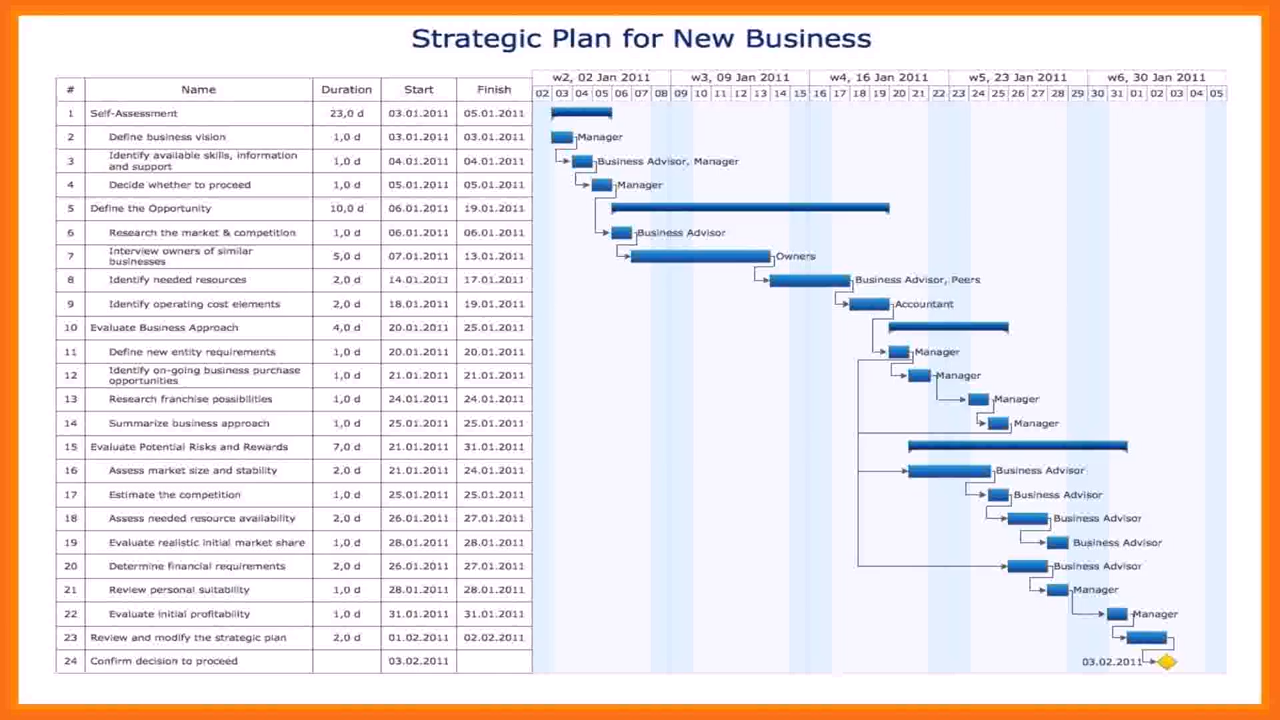 Strategic Plan for New Business
w2, 02 Jan 2011 w3, 09 Jan 2011 w4, 16 Jan 2011 w5, 23 Jan 2011 w6, 30 Jan 2011
# Name Duration Start Finish
02 03 04 05 06 07 08 09 10 11 12 13 14 15 16 17 18 19 20 21 22 23 24 25 26 27 28 29 30 31 01 02 03 04 05
1 Self-Assessment 23,0 d 03.01.2011 05.01.2011
2 Define business vision 1,0 d 03.01.2011 03.01.2011 Manager
3 Identify available skills, information
and support 1,0 d 04.01.2011 04.01.2011 Business Advisor, Manager
4 Decide whether to proceed 1,0 d 05.01.2011 05.01.2011 Manager
5 Define the Opportunity 10,0 d 06.01.2011 19.01.2011
6 Research the market & competition 1,0 d 06.01.2011 06.01.2011 Business Advisor
7 Interview owners of similar
businesses 5,0 d 07.01.2011 13.01.2011 Owners
8 Identify needed resources 2,0 d 14.01.2011 17.01.2011 Business Advisor, Peers
9 Identify operating cost elements 2,0 d 18.01.2011 19.01.2011 Accountant
10 Evaluate Business Approach 4,0 d 20.01.2011 25.01.2011
11 Define new entity requirements 1,0 d 20.01.2011 20.01.2011 Manager
12 Identify on-going business purchase
opportunities 1,0 d 21.01.2011 21.01.2011 Manager
13 Research franchise possibilities 1,0 d 24.01.2011 24.01.2011 Manager
14 Summarize business approach 1,0 d 25.01.2011 25.01.2011 Manager
15 Evaluate Potential Risks and Rewards 7,0 d 21.01.2011 31.01.2011
16 Assess market size and stability 2,0 d 21.01.2011 24.01.2011 Business Advisor
17 Estimate the competition 1,0 d 25.01.2011 25.01.2011 Business Advisor
18 Assess needed resource availability 2,0 d 26.01.2011 27.01.2011 Business Advisor
19 Evaluate realistic initial market share 1,0 d 28.01.2011 28.01.2011 Business Advisor
20 Determine financial requirements 2,0 d 26.01.2011 27.01.2011 Business Advisor
21 Review personal suitability 1,0 d 28.01.2011 28.01.2011 Manager
22 Evaluate initial profitability 1,0 d 31.01.2011 31.01.2011 Manager
23 Review and modify the strategic plan 2,0 d 01.02.2011 02.02.2011
24 Confirm decision to proceed 03.02.2011 03.02.2011